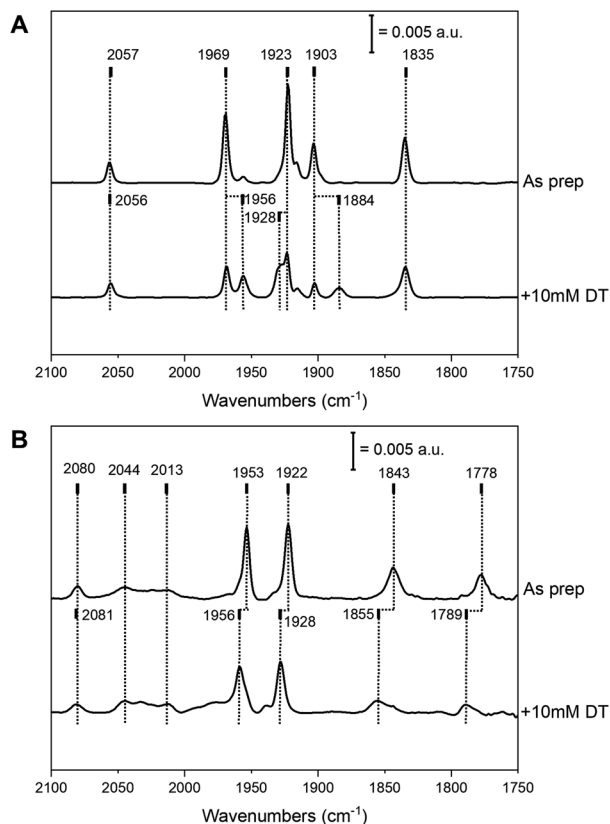 A
= 0.005 a.u.
2057 1969 1923 1903 1835
As prep
2056 1956 1884
1928
+10mM DT
2100 2050 2000 1950 1900 1850 1800 1750
Wavenumbers (cm-1)
B
= 0.005 a.u.
2080 2044 2013 1953 1922 1843 1778
As prep
2081 1956 1928 1855 1789
+10mM DT
2100 2050 2000 1950 1900 1850 1800 1750
Wavenumbers (cm-1)